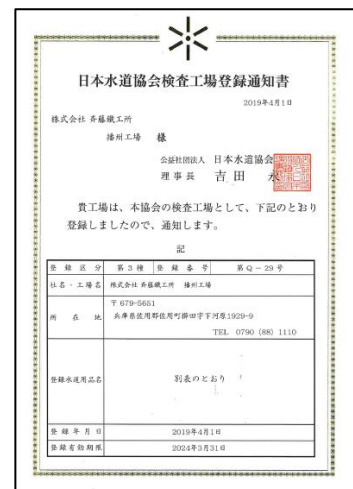 日本水道協会検査工場登録通知書
2019年4月1日
株式会社 斉藤鐵工所
播州工場 様
公益社団法人 日本水道協会
理事長 吉田 永
貴工場は、本協会の検査工場として、下記のとおり
登録しましたので、通知します。
記
登録区分 第3種 登録番号 第Q-29号
社名・工場名 株式会社 斉藤鐵工所 播州工場
〒679-5651
所在地 兵庫県佐用郡佐用町櫛田字下河原1929-9
TEL 0790 (88) 1110
登録水道用品名 別表のとおり
登録年月日 2019年4月1日
登録有効期限 2024年3月31日